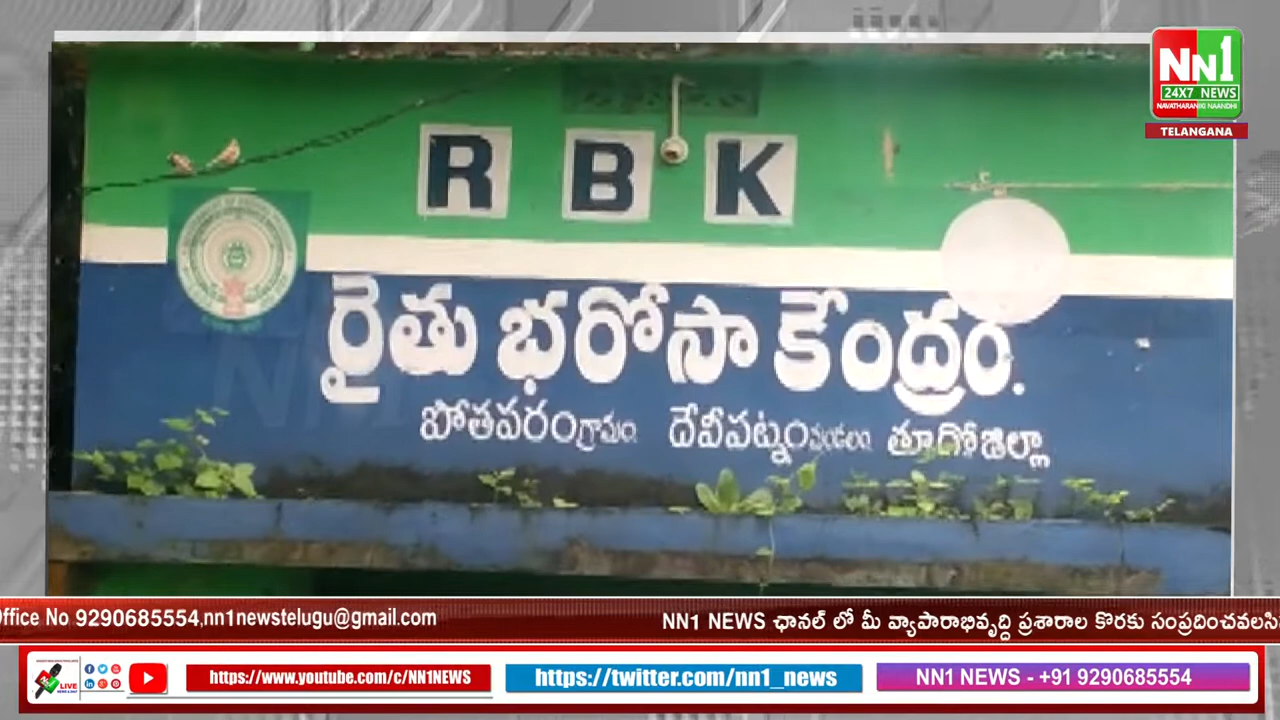 NN1
24X7 NEWS
NAVATHARANIKI NAANDHI
TELANGANA
R B K
రైతు భరోసా కేంద్రం.
పోతవరం గ్రామం దేవీపట్నం మండలం తూగోజిల్లా
Office No 9290685554,nn1newstelugu@gmail.com
NN1 NEWS ఛానల్ లో మీ వ్యాపారాభివృద్ధి ప్రశారాల కొరకు సంప్రదించవలసి
LIVE
https://www.youtube.com/c/NN1NEWS
https://twitter.com/nn1_news
NN1 NEWS - +91 9290685554